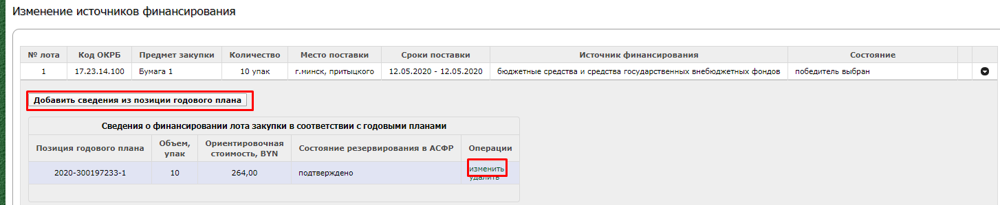 Изменение источников финансирования
№ лота Код ОКРБ Предмет закупки Количество Место поставки Сроки поставки Источник финансирования Состояние
1 17.23.14.100 Бумага 1 10 упак г.минск, притыцкого 12.05.2020 - 12.05.2020 бюджетные средства и средства государственных внебюджетных фондов победитель выбран
Добавить сведения из позиции годового плана
Сведения о финансировании лота закупки в соответствии с годовыми планами
Позиция годового плана Объем, упак Ориентировочная стоимость, BYN Состояние резервирования в АСФР Операции
2020-300197233-1 10 264,00 подтверждено изменить
удалить